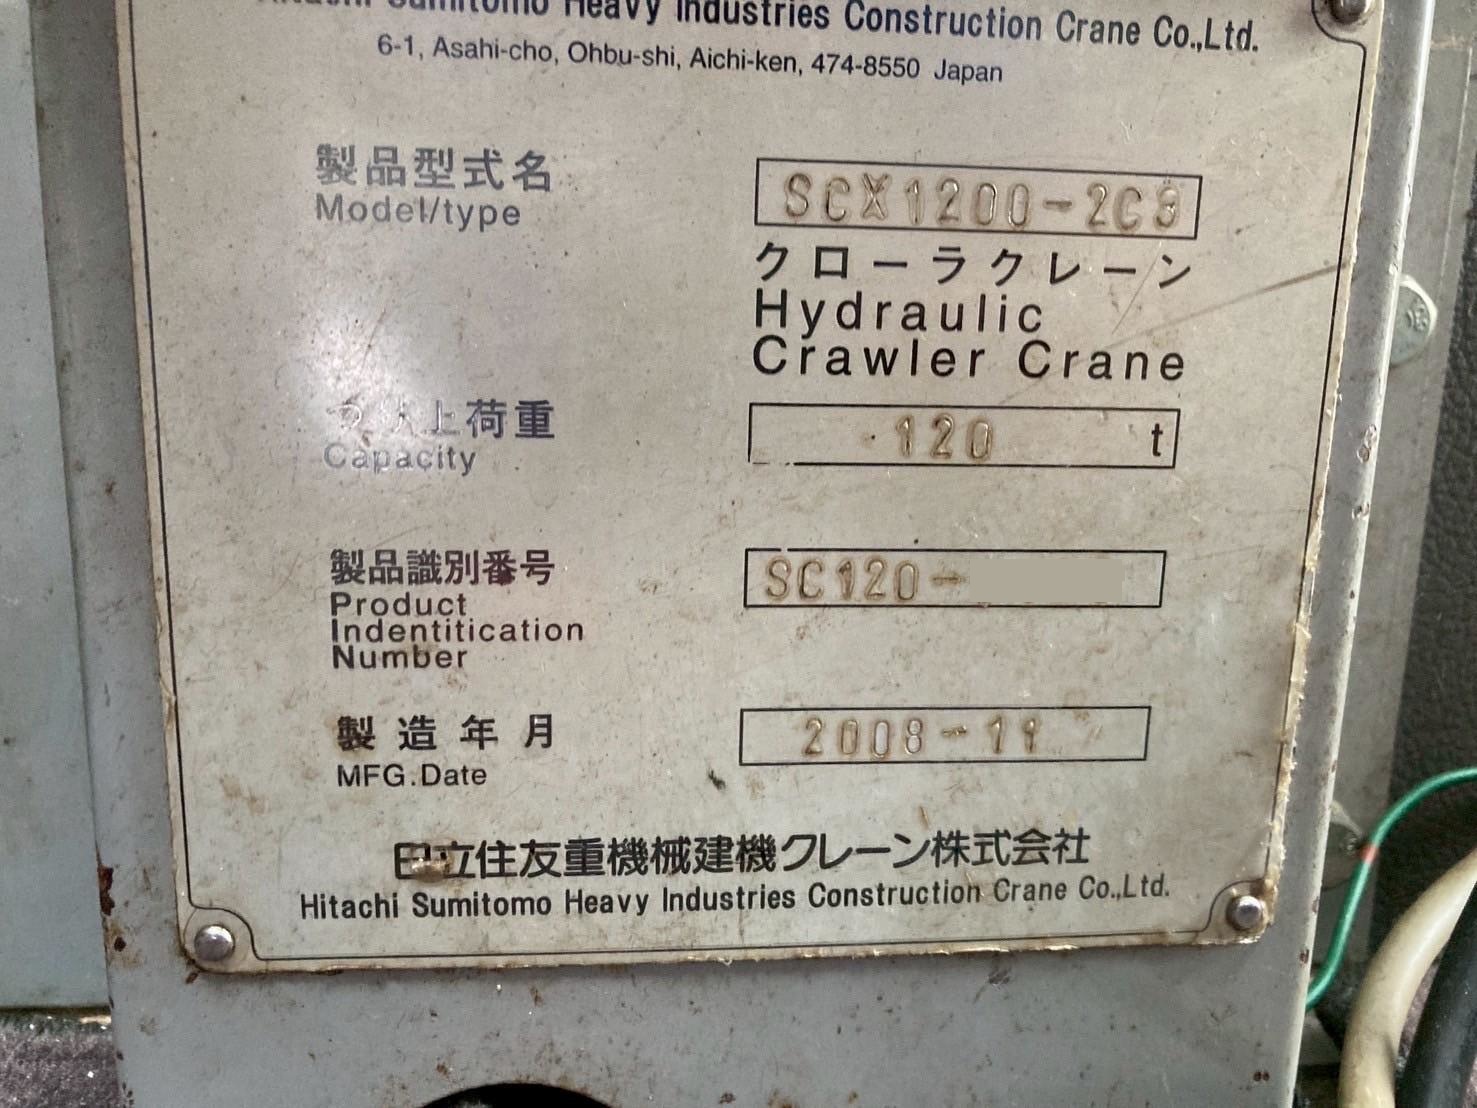 Hitachi Sumitomo Heavy Industries Construction Crane Co.,Ltd.
6-1, Asahi-cho, Ohbu-shi, Aichi-ken, 474-8550 Japan
製品型式名
Model/type
SCX1200-2C3
クローラクレーン
Hydraulic
Crawler Crane
つり上荷重
Capacity
120 t
製品識別番号
Product
Indentitication
Number
SC120-
製造年月
MFG.Date
2008-11
日立住友重機械建機クレーン株式会社
Hitachi Sumitomo Heavy Industries Construction Crane Co.,Ltd.